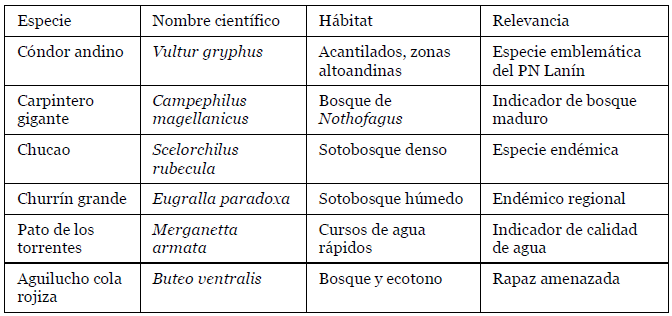 Especie Nombre científico Hábitat Relevancia
Cóndor andino Vultur gryphus Acantilados, zonas altoandinas Especie emblemática del PN Lanín
Carpintero gigante Campephilus magellanicus Bosque de Nothofagus Indicador de bosque maduro
Chucao Scelorchilus rubecula Sotobosque denso Especie endémica
Churrín grande Eugralla paradoxa Sotobosque húmedo Endémico regional
Pato de los torrentes Merganetta armata Cursos de agua rápidos Indicador de calidad de agua
Aguilucho cola rojiza Buteo ventralis Bosque y ecotono Rapaz amenazada